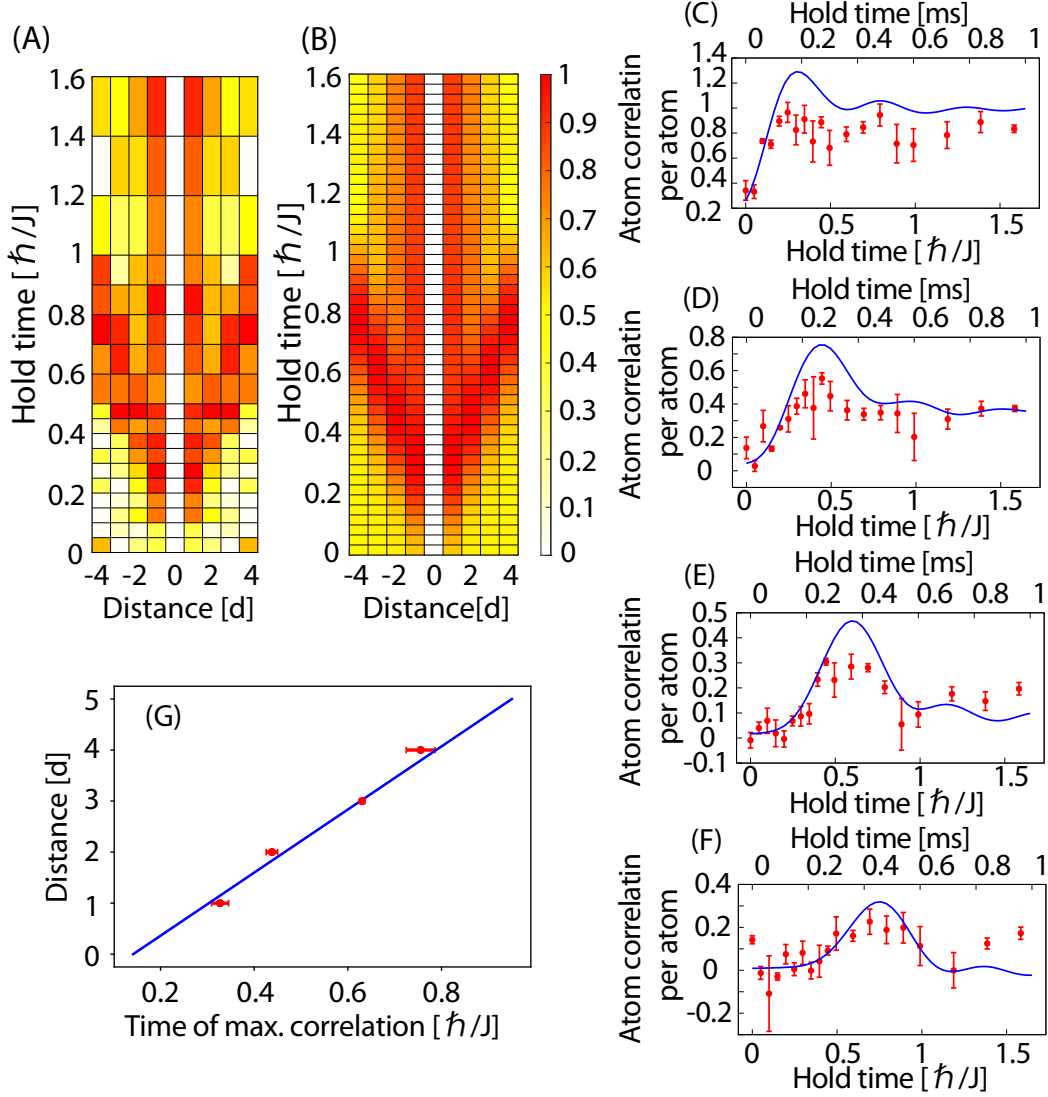 (A)
1.6
1.4
1.2
1
0.8
0.6
0.4
0.2
0
Hold time [ℏ/J]
-4 -2 0 2 4
Distance [d]
(B)
1.6
1.4
1.2
1
0.8
0.6
0.4
0.2
0
Hold time [ℏ/J]
-4 -2 0 2 4
Distance[d]
1
0.9
0.8
0.7
0.6
0.5
0.4
0.3
0.2
0.1
0
(C)
Hold time [ms]
0 0.2 0.4 0.6 0.8 1
1.4
1.2
1.0
0.8
0.6
0.4
0.2
Atom correlatin
per atom
0 0.5 1 1.5
Hold time [ℏ/J]
(D)
Hold time [ms]
0 0.2 0.4 0.6 0.8 1
0.8
0.6
0.4
0.2
0
Atom correlatin
per atom
0 0.5 1 1.5
Hold time [ℏ/J]
(E)
Hold time [ms]
0 0.2 0.3 0.6 0.8 1
0.5
0.4
0.3
0.2
0.1
0
-0.1
Atom correlatin
per atom
0 0.5 1 1.5
Hold time [ℏ/J]
(F)
Hold time [ms]
0 0.2 0.4 0.6 0.8 1
0.4
0.2
0
-0.2
Atom correlatin
per atom
0 0.5 1 1.5
Hold time [ℏ/J]
(G)
5
4
3
2
1
0
Distance [d]
0.2 0.4 0.6 0.8
Time of max. correlation [ℏ/J]